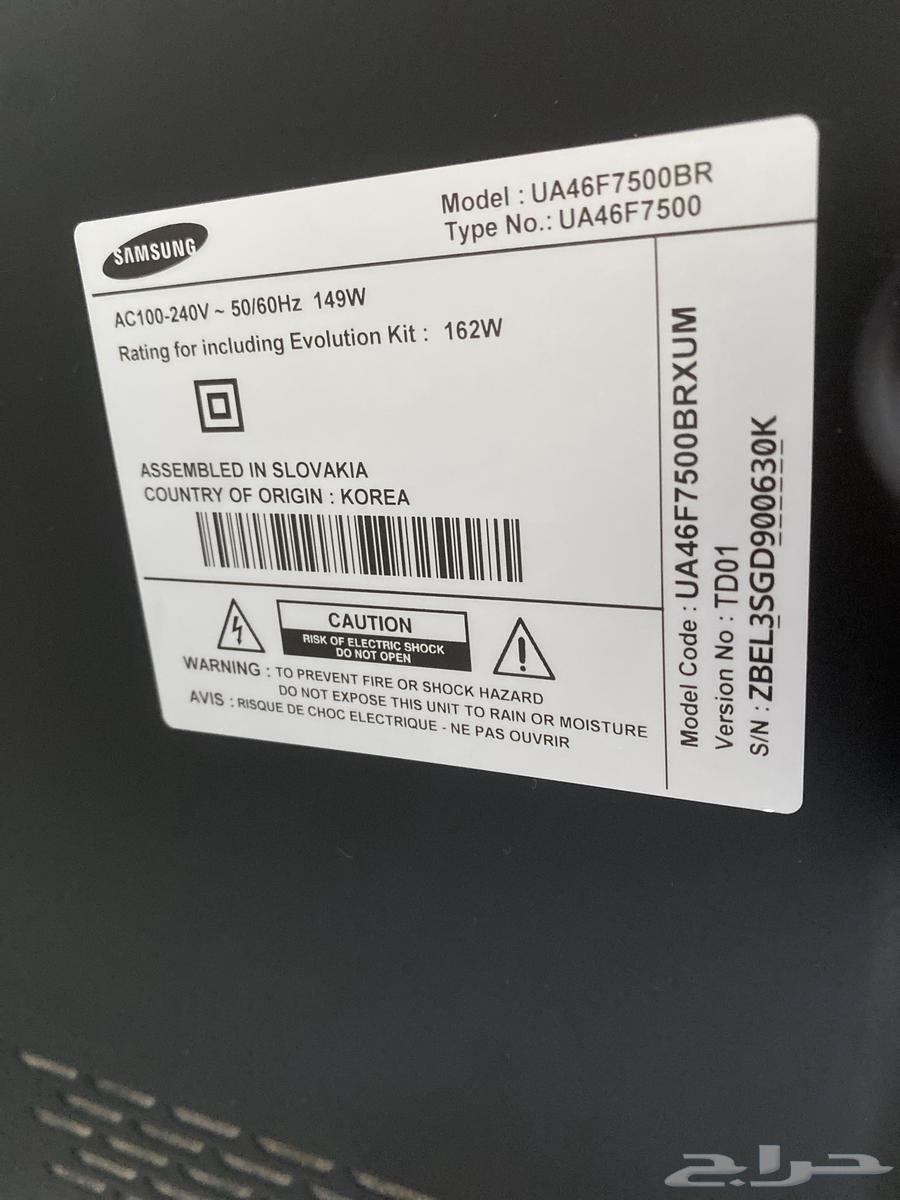 SAMSUNG
Model : UA46F7500BR
Type No.: UA46F7500
AC100-240V ~ 50/60Hz 149W
Rating for including Evolution Kit : 162W
ASSEMBLED IN SLOVAKIA
COUNTRY OF ORIGIN : KOREA
CAUTION
RISK OF ELECTRIC SHOCK
DO NOT OPEN
WARNING : TO PREVENT FIRE OR SHOCK HAZARD
DO NOT EXPOSE THIS UNIT TO RAIN OR MOISTURE
AVIS : RISQUE DE CHOC ELECTRIQUE - NE PAS OUVRIR
Model Code : UA46F7500BRXUM
Version No : TD01
S/N : ZBEL3SGD900630K
حراج